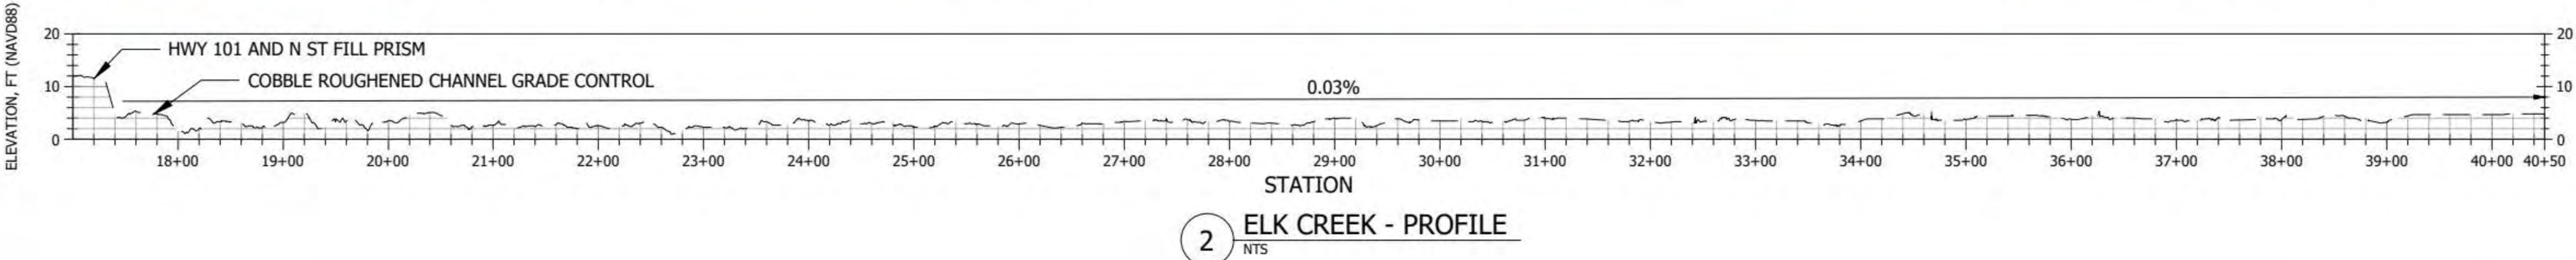 ELEVATION, FT (NAVD88)
20
10
0
HWY 101 AND N ST FILL PRISM
COBBLE ROUGHENED CHANNEL GRADE CONTROL
0.03%
20
10
0
18+00 19+00 20+00 21+00 22+00 23+00 24+00 25+00 26+00 27+00 28+00 29+00 30+00 31+00 32+00 33+00 34+00 35+00 36+00 37+00 38+00 39+00 40+00 40+50
STATION
2 ELK CREEK - PROFILE
NTS